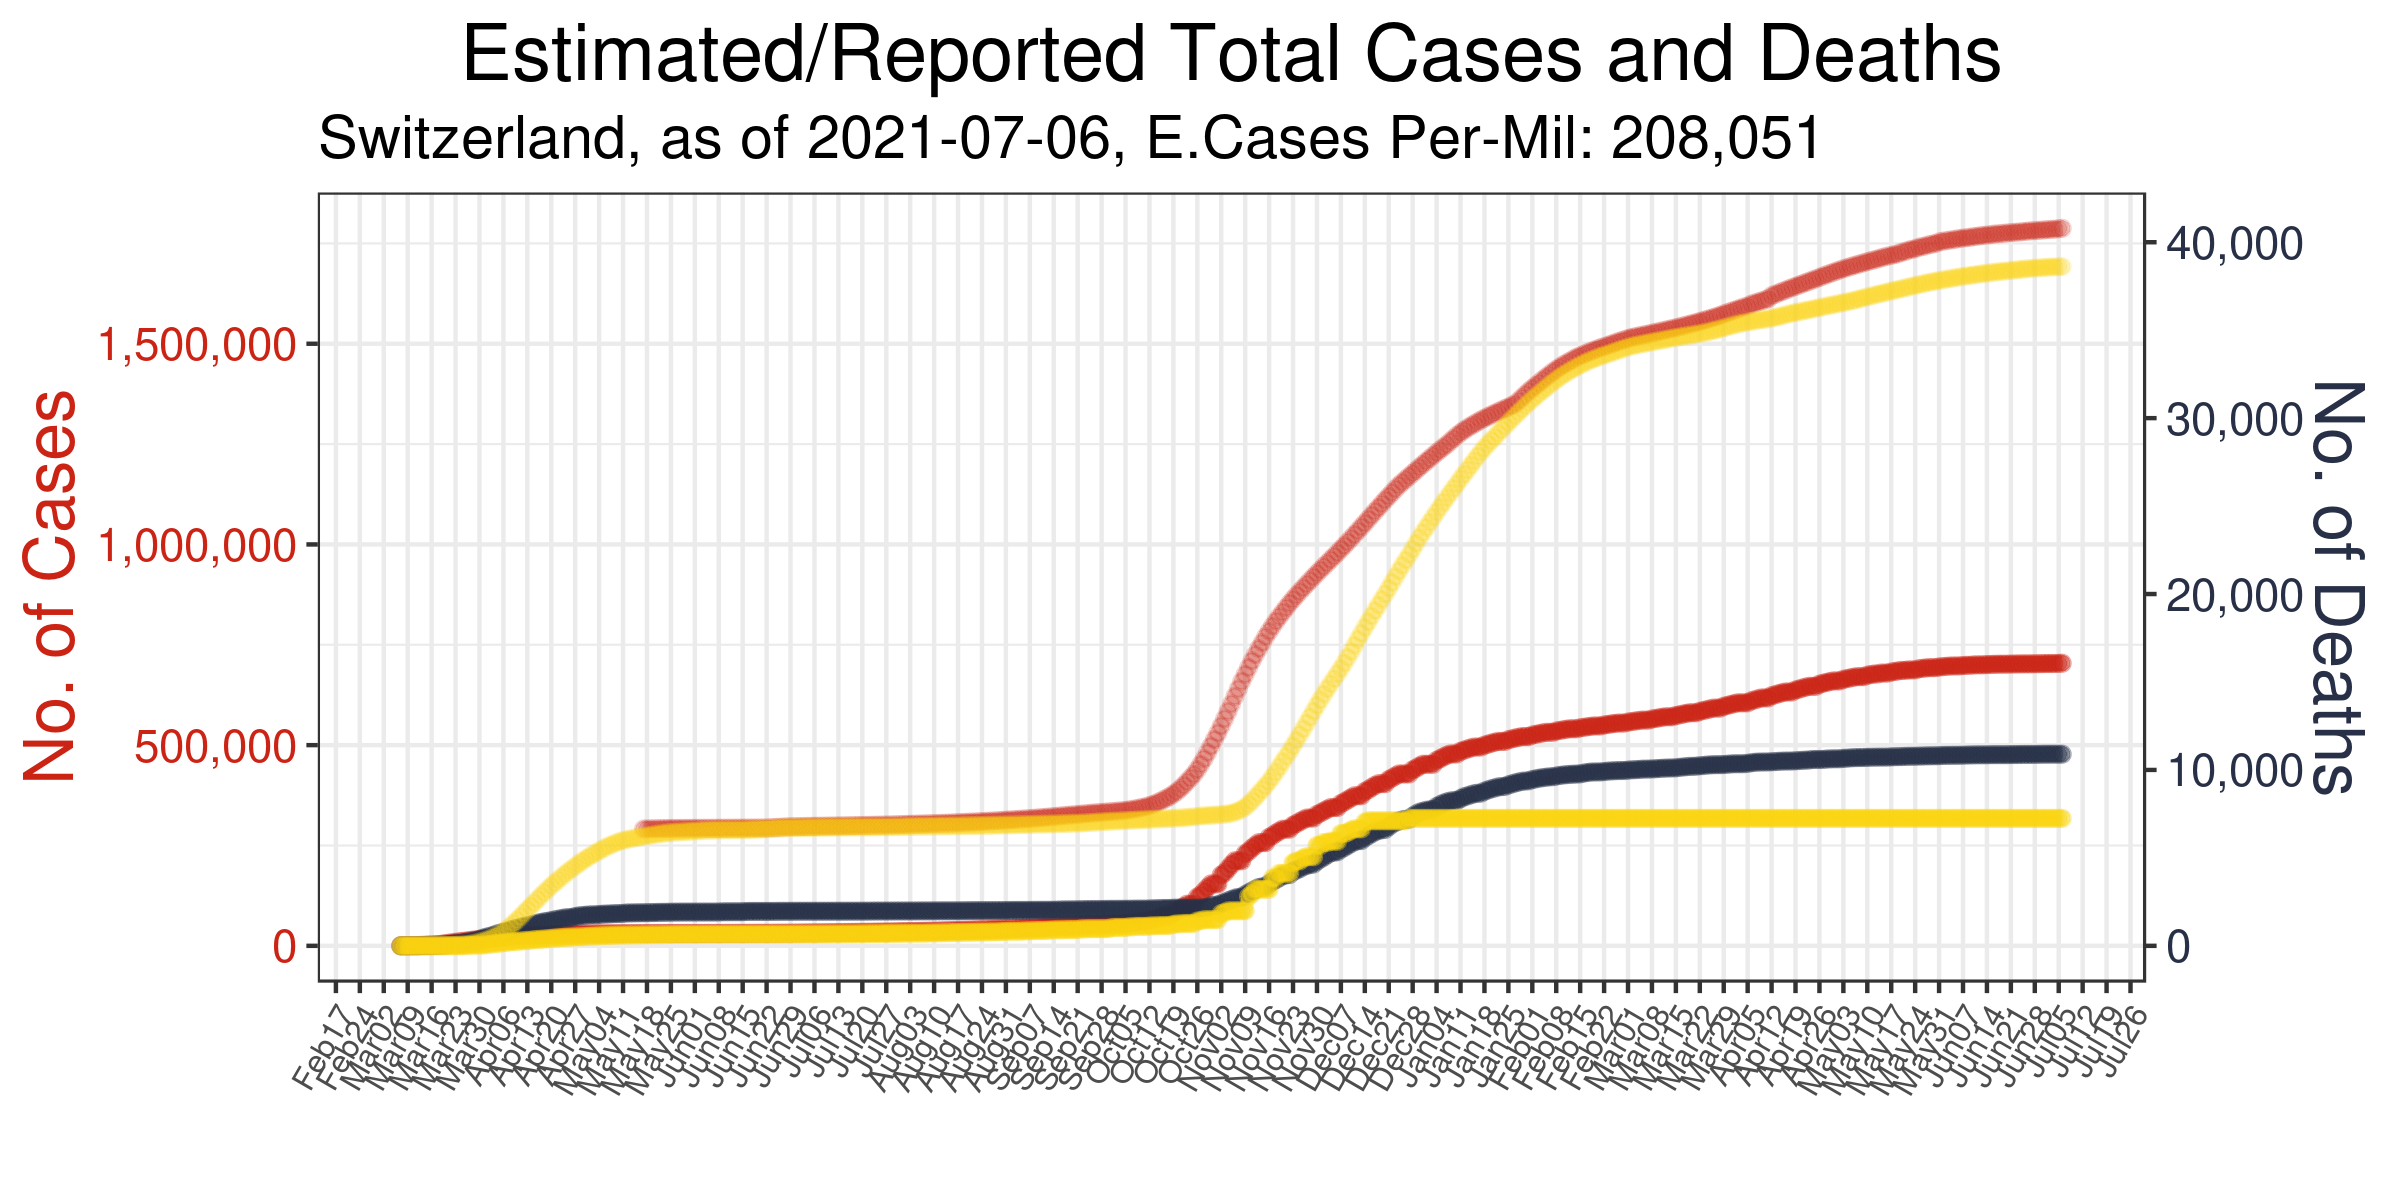 Estimated/Reported Total Cases and Deaths
Switzerland, as of 2021-07-06, E.Cases Per-Mil: 208,051
No. of Cases
1,500,000
1,000,000
500,000
0
40,000
30,000
20,000
10,000
0
No. of Deaths
Feb17
Feb24
Mar02
Mar09
Mar16
Mar23
Mar30
Apr06
Apr13
Apr20
Apr27
May04
May11
May18
May25
Jun01
Jun08
Jun15
Jun22
Jun29
Jul06
Jul13
Jul20
Jul27
Aug03
Aug10
Aug17
Aug24
Aug31
Sep07
Sep14
Sep21
Sep28
Oct05
Oct12
Oct19
Oct26
Nov02
Nov09
Nov16
Nov23
Nov30
Dec07
Dec14
Dec21
Dec28
Jan04
Jan11
Jan18
Jan25
Feb01
Feb08
Feb15
Feb22
Mar01
Mar08
Mar15
Mar22
Mar29
Apr05
Apr12
Apr19
Apr26
May03
May10
May17
May24
May31
Jun07
Jun14
Jun21
Jun28
Jul05
Jul12
Jul19
Jul26